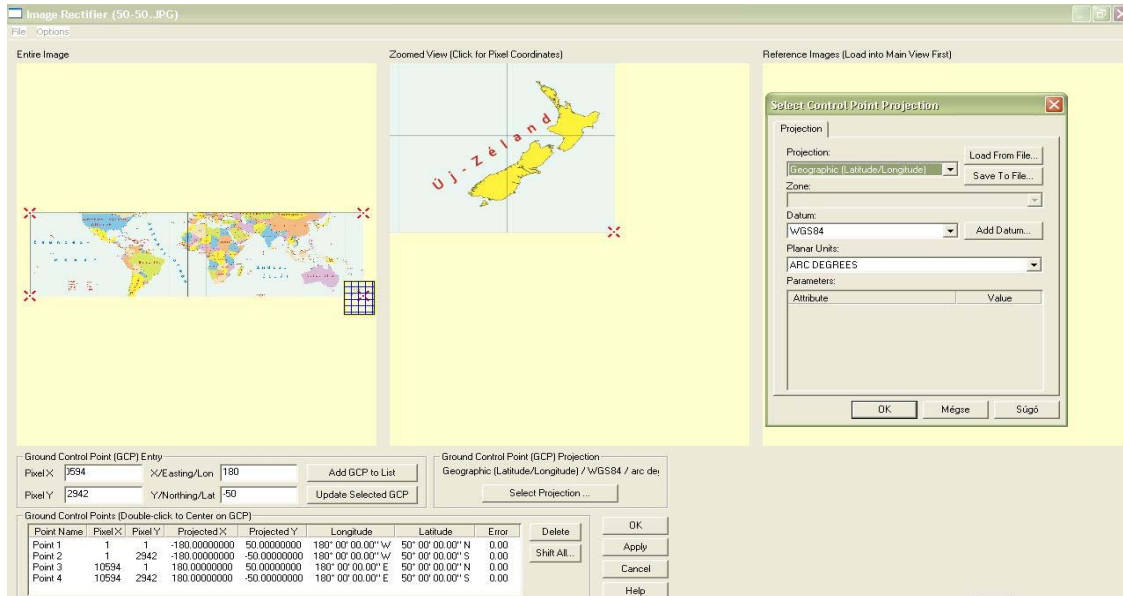 Image Rectifier (50-50..JPG)
File Options
Entire Image
Zoomed View (Click for Pixel Coordinates)
Reference Images (Load into Main View First)
Új-Zéland
Select Control Point Projection
Projection
Projection:
Geographic (Latitude/Longitude)
Load From File...
Save To File...
Zone:
Datum:
WGS84
Add Datum...
Planar Units:
ARC DEGREES
Parameters:
Attribute Value
OK Mégse Súgó
Ground Control Point (GCP) Entry
Pixel X 0594 X/Easting/Lon 180 Add GCP to List
Pixel Y 2942 Y/Northing/Lat -50 Update Selected GCP
Ground Control Point (GCP) Projection
Geographic (Latitude/Longitude) / WGS84 / arc de
Select Projection ...
Ground Control Points (Double-click to Center on GCP)
Point Name Pixel X Pixel Y Projected X Projected Y Longitude Latitude Error
Point 1 1 1 -180.00000000 50.00000000 180° 00' 00.00" W 50° 00' 00.00" N 0.00
Point 2 1 2942 -180.00000000 -50.00000000 180° 00' 00.00" W 50° 00' 00.00" S 0.00
Point 3 10594 1 180.00000000 50.00000000 180° 00' 00.00" E 50° 00' 00.00" N 0.00
Point 4 10594 2942 180.00000000 -50.00000000 180° 00' 00.00" E 50° 00' 00.00" S 0.00
Delete
Shift All...
OK
Apply
Cancel
Help